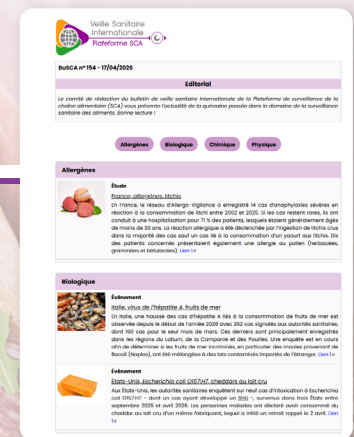 Veille Sanitaire
Internationale
Plateforme SCA
BuSCA n° 154 - 17/04/2026
Editorial
Le comité de rédaction du bulletin de veille sanitaire internationale de la Plateforme de surveillance de la
chaîne alimentaire (SCA) vous présente l'actualité de la quinzaine passée dans le domaine de la surveillance
sanitaire des aliments. Bonne lecture !
Allergènes
Biologique
Chimique
Physique
Allergènes
Étude
France, allergènes, litchis
En France, le Réseau d'Allergo-Vigilance a enregistré 14 cas d'anaphylaxies sévères en
réaction à la consommation de litchi entre 2002 et 2025. Si les cas restent rares, ils ont
conduit à une hospitalisation pour 71 % des patients, lesquels étaient généralement âgés
de moins de 30 ans. La réaction allergique a été déclenchée par l'ingestion de litchis crus
dans la majorité des cas sauf un cas lié à la consommation d'un yaourt aux litchis. Dix
des patients concernés présentaient également une allergie au pollen (herbacées,
graminées et bétulacées). Lien
Biologique
Évènement
Italie, virus de l'hépatite A, fruits de mer
En Italie, une hausse des cas d'hépatite A liés à la consommation de fruits de mer est
observée depuis le début de l'année 2026 avec 262 cas signalés aux autorités sanitaires,
dont 160 cas pour le seul mois de mars. Ces derniers sont principalement enregistrés
dans les régions du Latium, de la Campanie et des Pouilles. Une enquête est en cours
afin de déterminer si les fruits de mer incriminés, en particulier des moules provenant de
Bacoli (Naples), ont été mélangées à des lots contaminés importés de l'étranger. Lien
Évènement
États-Unis, Escherichia coli O157:H7, cheddars au lait cru
Aux États-Unis, les autorités sanitaires enquêtent sur neuf cas d'intoxication à Escherichia
coli O157:H7 - dont un cas ayant développé un SHU -, survenus dans trois États entre
septembre 2025 et avril 2026. Les personnes malades ont déclaré avoir consommé du
cheddar au lait cru d'un même fabriquant, lequel a initié un retrait rappel le 2 avril. Lien